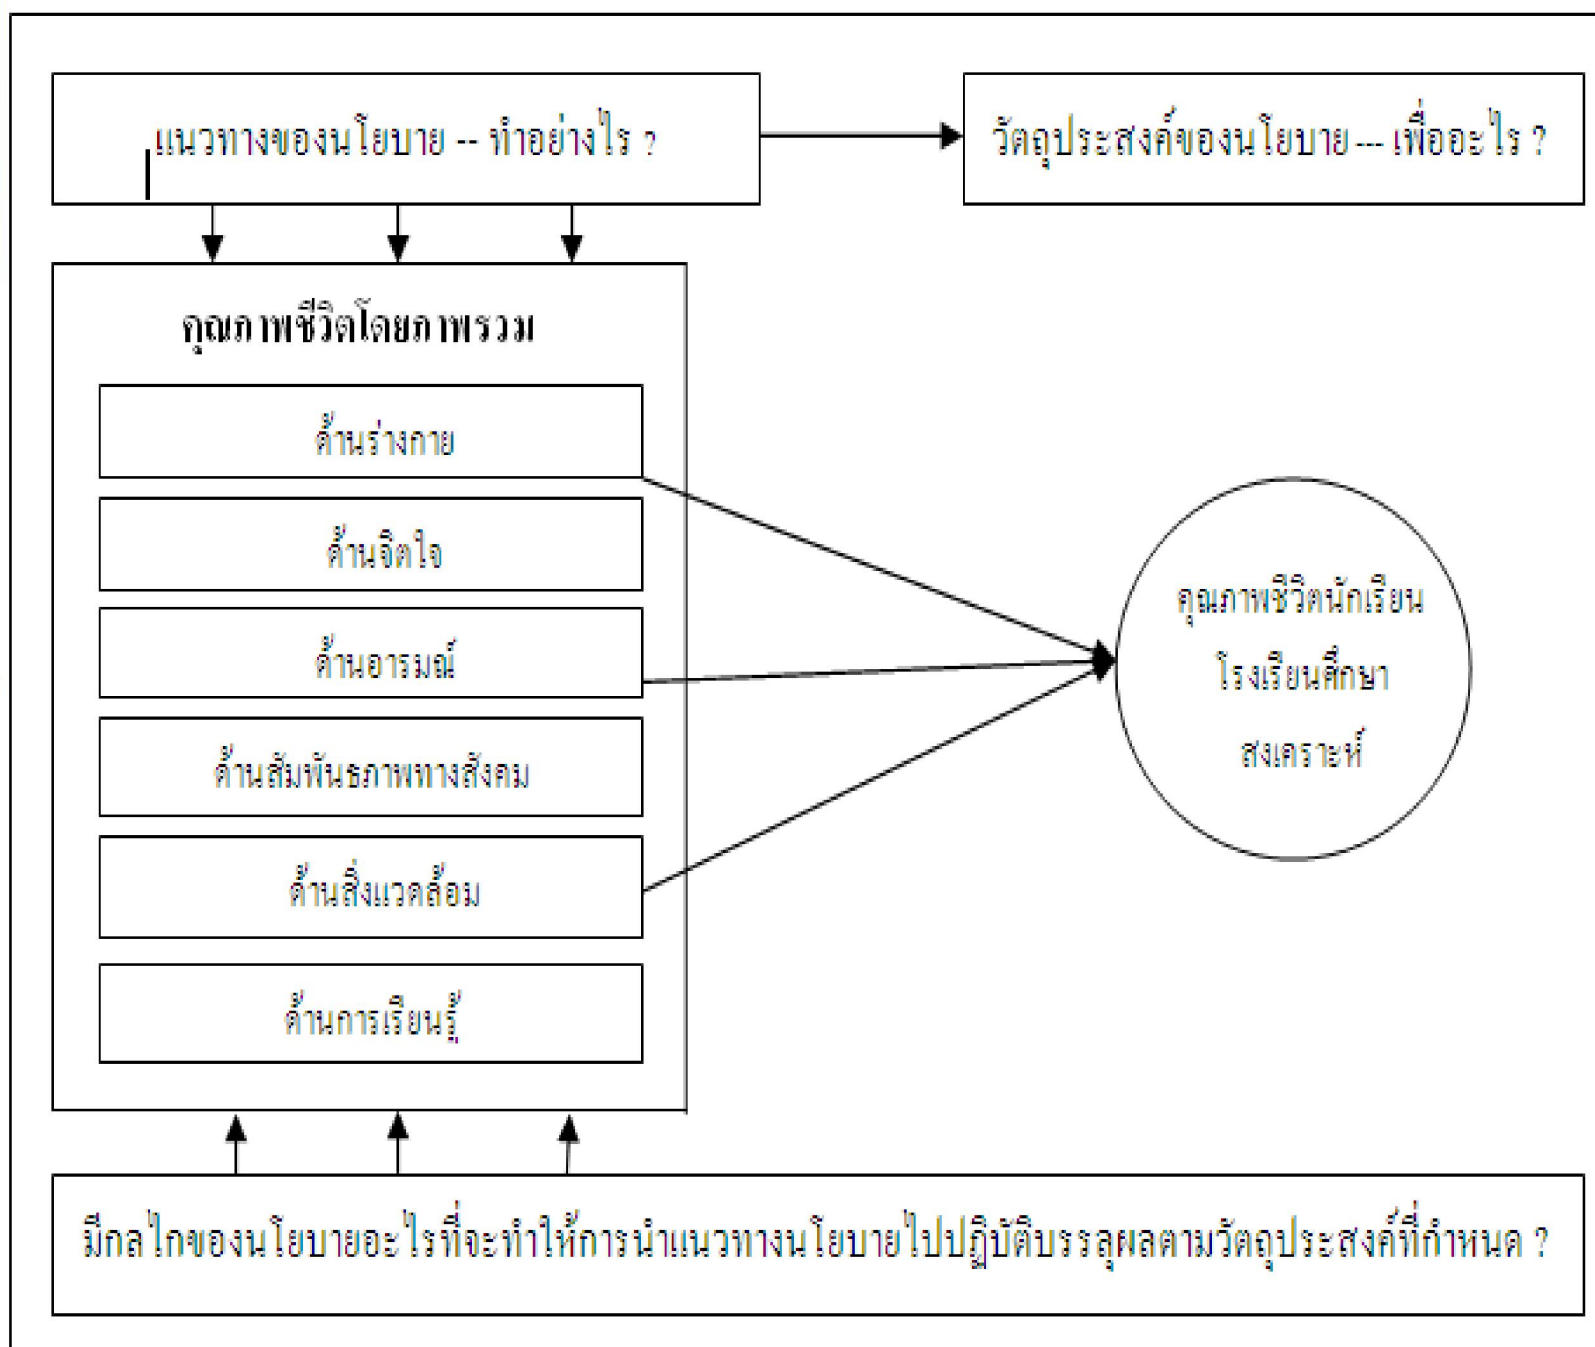 แนวทางของนโยบาย -- ทำอย่างไร ?
วัตถุประสงค์ของนโยบาย --- เพื่ออะไร ?
คุณภาพชีวิตโดยภาพรวม
ด้านร่างกาย
ด้านจิตใจ
ด้านอารมณ์
ด้านสัมพันธภาพทางสังคม
ด้านสิ่งแวดล้อม
ด้านการเรียนรู้
คุณภาพชีวิตนักเรียน
โรงเรียนศึกษา
สงเคราะห์
มีกลไกของนโยบายอะไรที่จะทำให้การนำแนวทางนโยบายไปปฏิบัติบรรลุผลตามวัตถุประสงค์ที่กำหนด ?